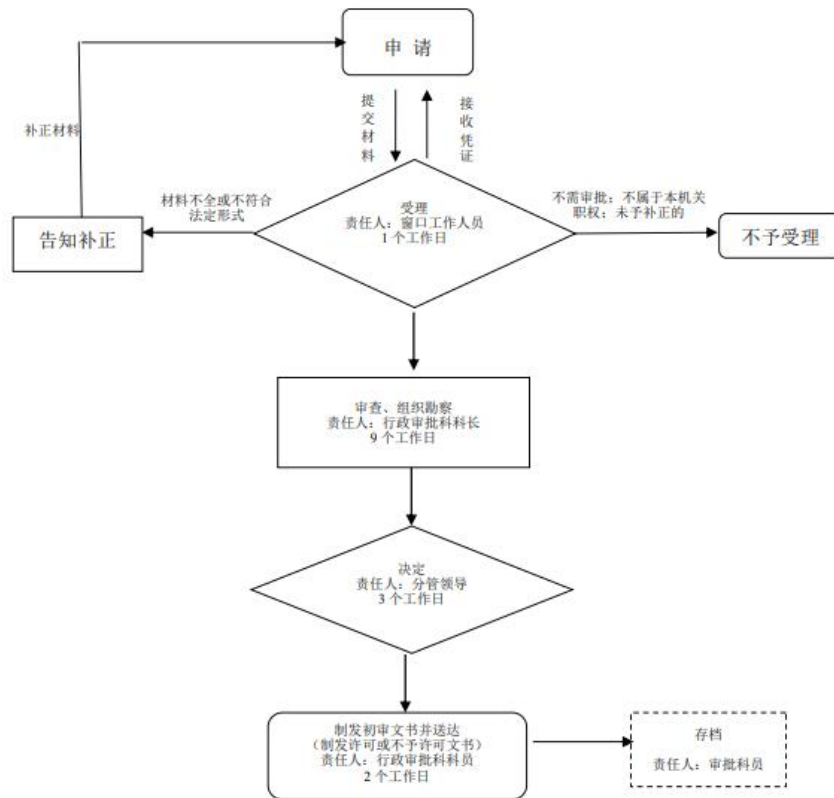 申 请
提交材料
接收凭证
补正材料
材料不全或不符合
法定形式
受理
责任人：窗口工作人员
1 个工作日
不需审批；不属于本机关
职权；未予补正的
告知补正
不予受理
审查、组织勘察
责任人：行政审批科科长
9 个工作日
决定
责任人：分管领导
3 个工作日
制发初审文书并送达
（制发许可或不予许可文书）
责任人：行政审批科科员
2 个工作日
存档
责任人：审批科员